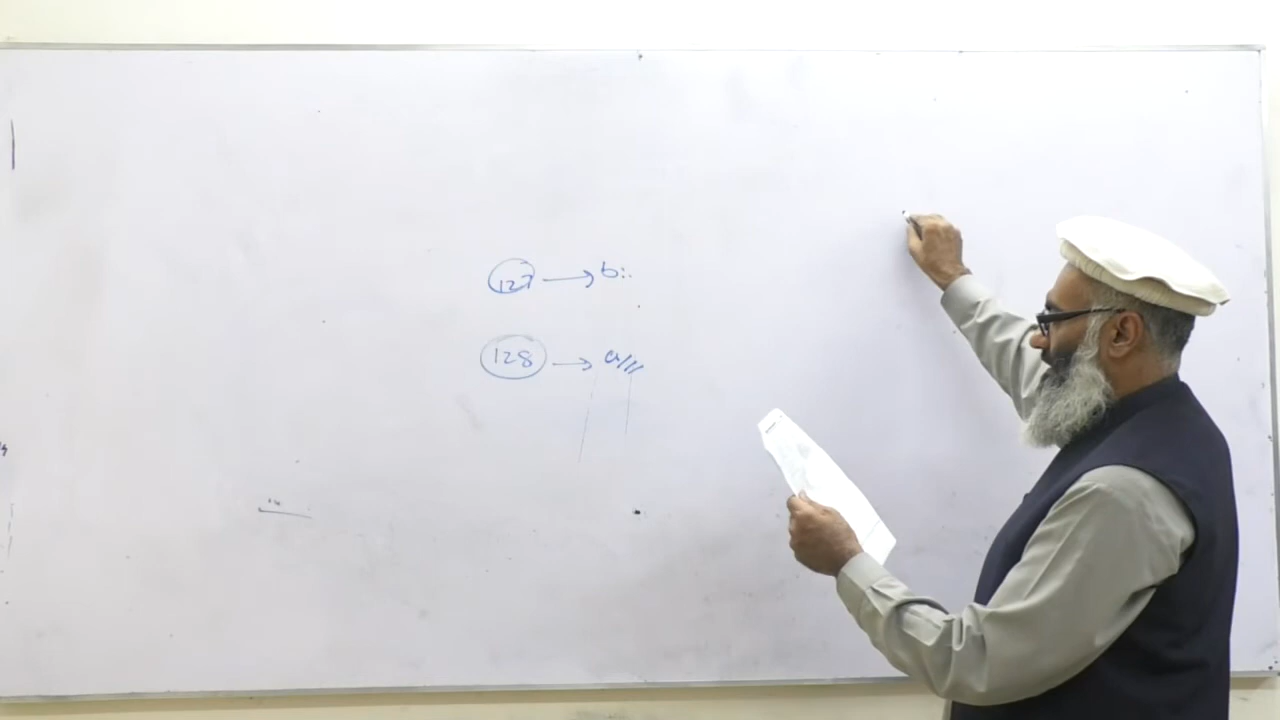 127 → b
128 → a